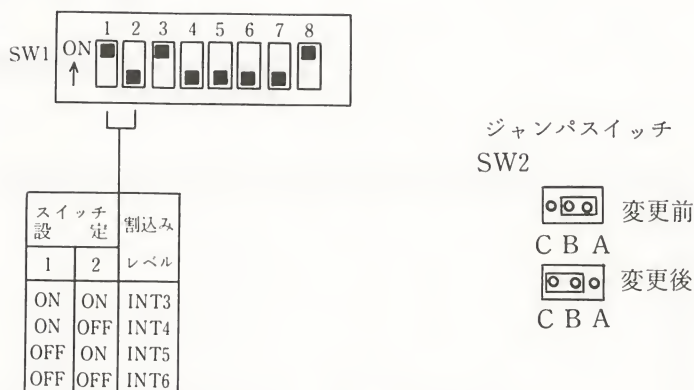 1 2 3 4 5 6 7 8
SW1 ON
↑
スイッチ 割込み
設 定 レベル
1 2
ON ON INT3
ON OFF INT4
OFF ON INT5
OFF OFF INT6
ジャンパスイッチ
SW2
変更前
C B A
変更後
C B A